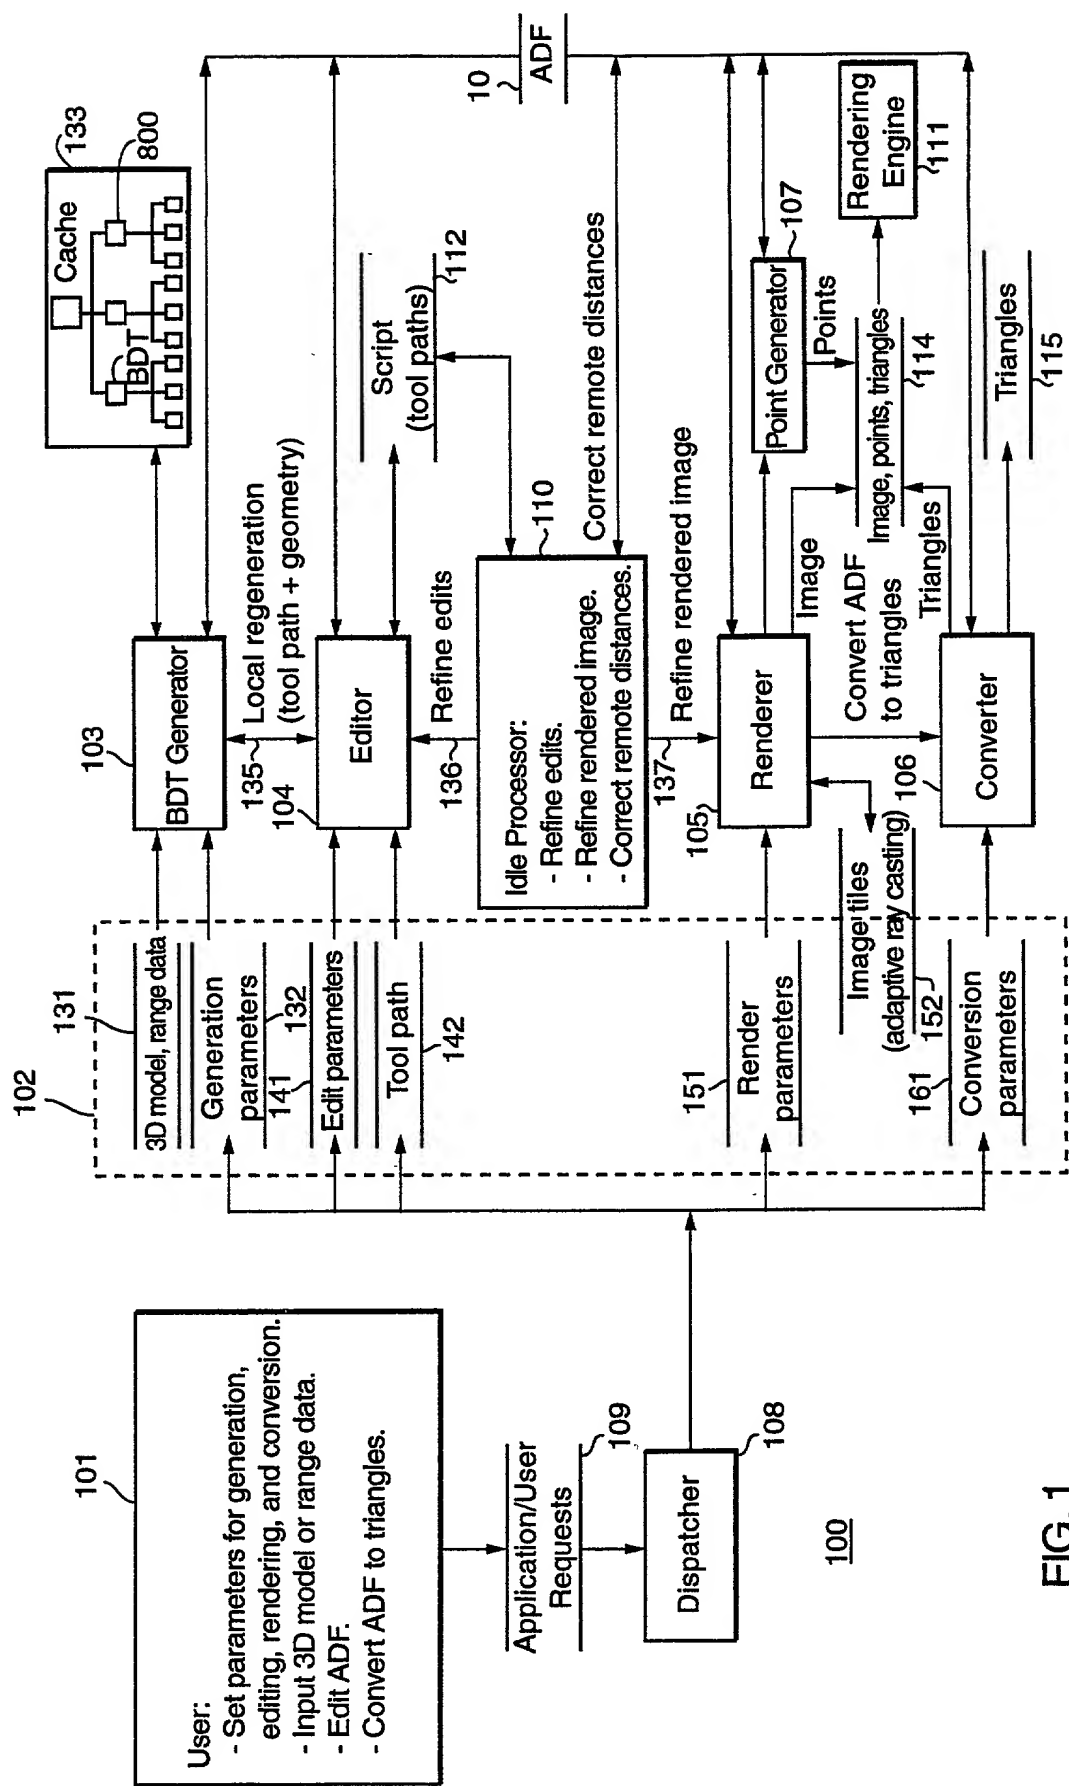 101
User:
- Set parameters for generation,
editing, rendering, and conversion.
- Input 3D model or range data.
- Edit ADF.
- Convert ADF to triangles.
Application/User
Requests
109
Dispatcher
108
100
102
131
3D model, range data
Generation
parameters
132
141
Edit parameters
Tool path
142
151
Render
parameters
Image tiles
(adaptive ray casting)
152
161
Conversion
parameters
103
BDT Generator
135
Local regeneration
(tool path + geometry)
104
Editor
136
Refine edits
110
Idle Processor:
- Refine edits.
- Refine rendered image.
- Correct remote distances.
Correct remote distances
137
Refine rendered image
105
Renderer
Image
Convert ADF
to triangles
106
Converter
Triangles
133
Cache
BDT
800
Script
(tool paths)
112
10
ADF
107
Point Generator
Points
Image, points, triangles
114
Rendering
Engine
111
Triangles
115
FIG. 1